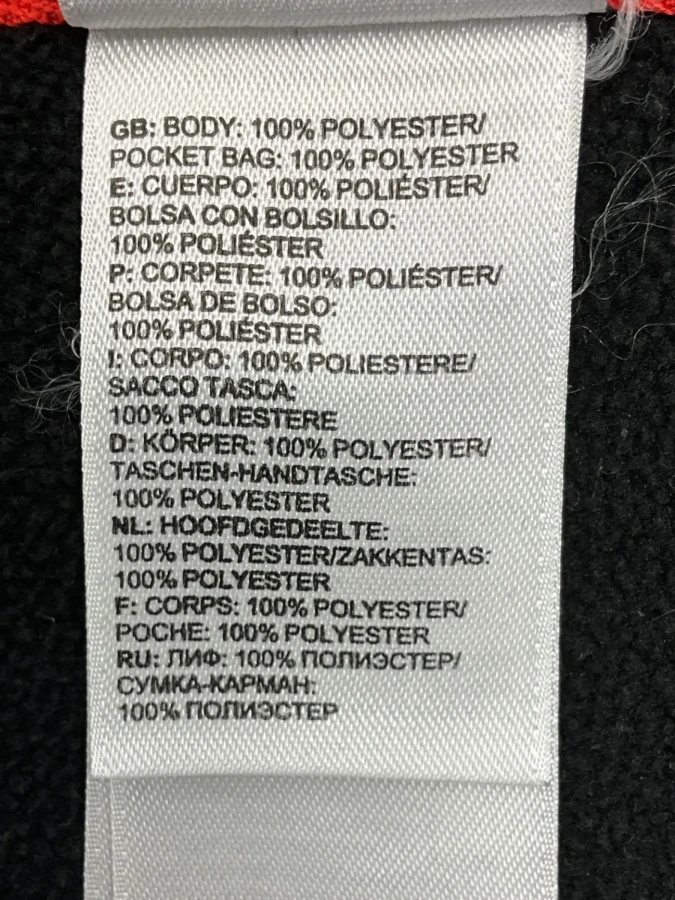 GB: BODY: 100% POLYESTER/
POCKET BAG: 100% POLYESTER
E: CUERPO: 100% POLIÉSTER/
BOLSA CON BOLSILLO:
100% POLIÉSTER
P: CORPETE: 100% POLIÉSTER/
BOLSA DE BOLSO:
100% POLIÉSTER
I: CORPO: 100% POLIESTERE/
SACCO TASCA:
100% POLIESTERE
D: KÖRPER: 100% POLYESTER/
TASCHEN-HANDTASCHE:
100% POLYESTER
NL: HOOFDGEDEELTE:
100% POLYESTER/ZAKKENTAS:
100% POLYESTER
F: CORPS: 100% POLYESTER/
POCHE: 100% POLYESTER
RU: ЛИФ: 100% ПОЛИЭСТЕР/
СУМКА-КАРМАН:
100% ПОЛИЭСТЕР